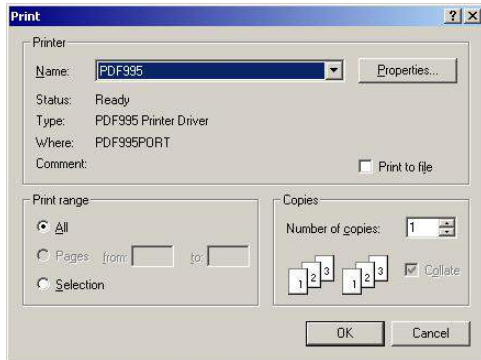 Print
Printer
Name: PDF995 Properties...
Status: Ready
Type: PDF995 Printer Driver
Where: PDF995PORT
Comment: Print to file
Print range
All
Pages from: to:
Selection
Copies
Number of copies: 1
1 2 3 1 2 3 Collate
OK Cancel